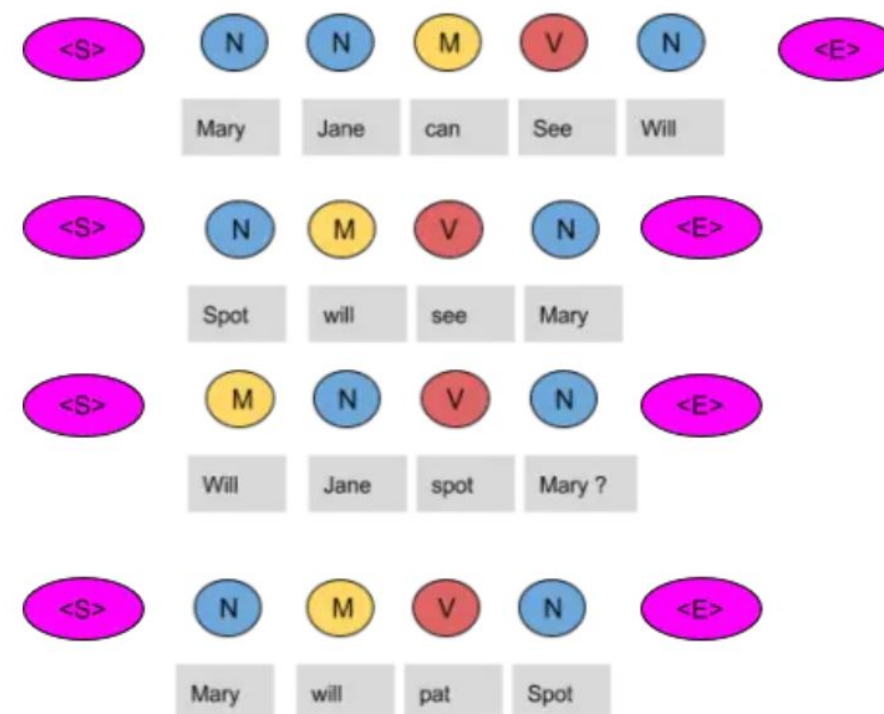 <S> N N M V N <E>
Mary Jane can See Will
<S> N M V N <E>
Spot will see Mary
<S> M N V N <E>
Will Jane spot Mary ?
<S> N M V N <E>
Mary will pat Spot